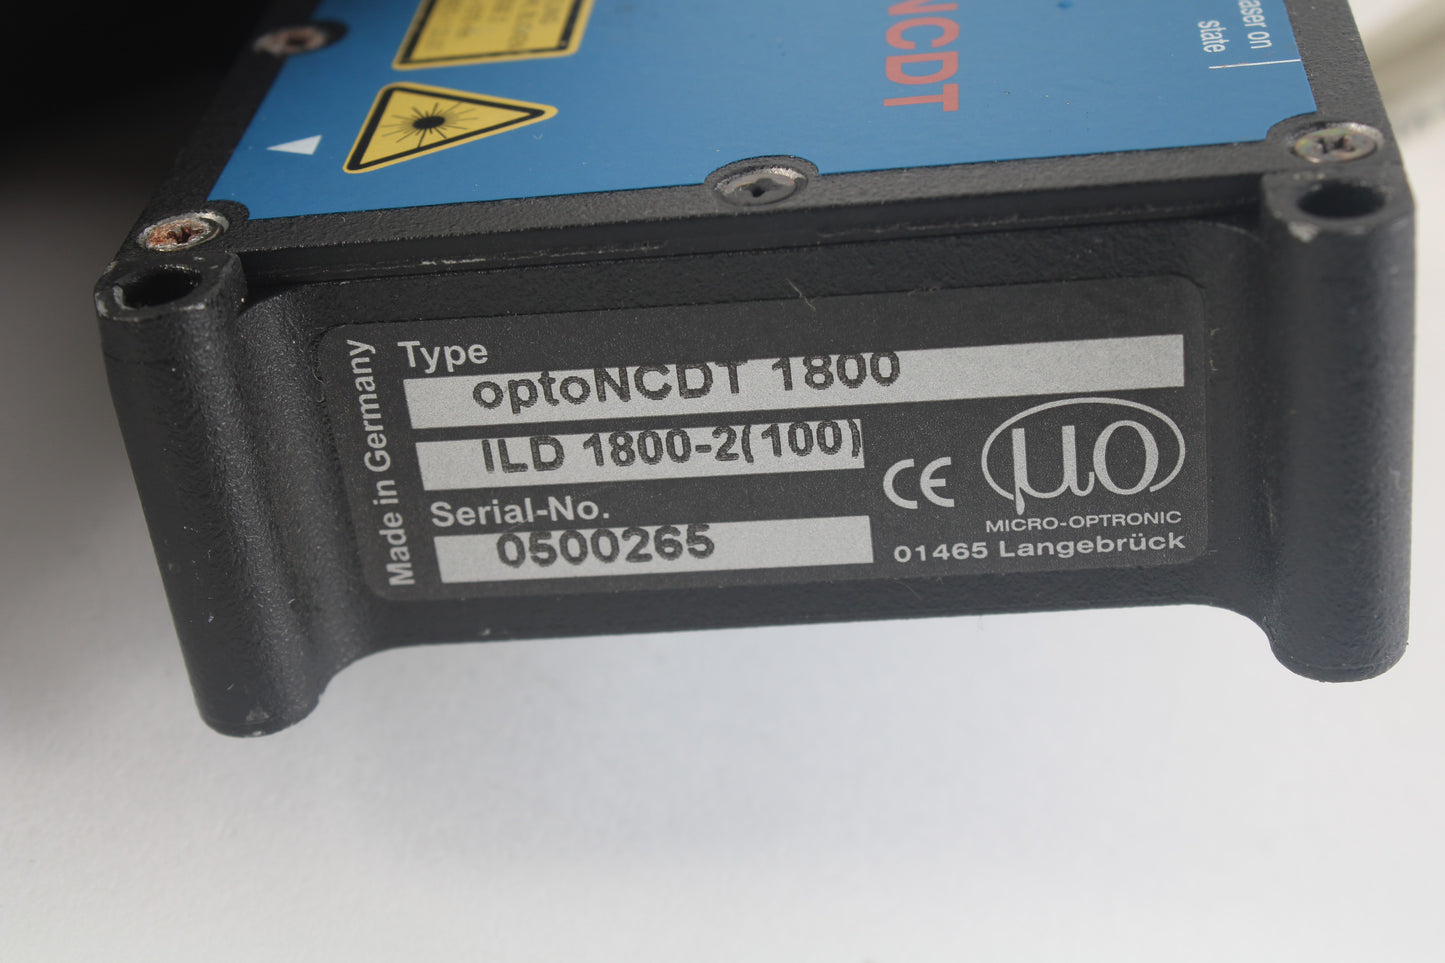 NCDT
laser on
state
Made in Germany
Type
optoNCDT 1800
ILD 1800-2(100)
Serial-No.
0500265
CE
µo
MICRO-OPTRONIC
01465 Langebrück